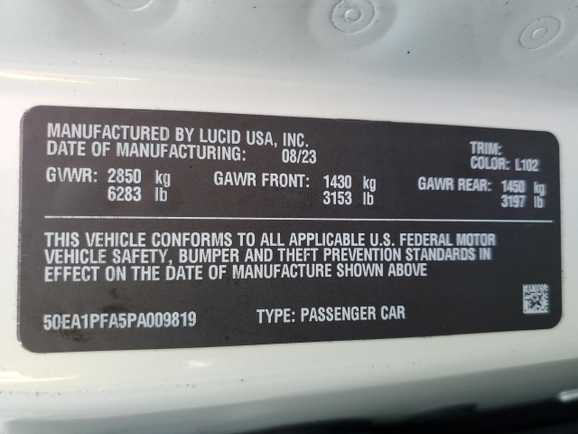 MANUFACTURED BY LUCID USA, INC.
DATE OF MANUFACTURING: 08/23
TRIM:
COLOR: L102
GVWR: 2850 kg GAWR FRONT: 1430 kg GAWR REAR: 1450 kg
6283 lb 3153 lb 3197 lb
THIS VEHICLE CONFORMS TO ALL APPLICABLE U.S. FEDERAL MOTOR
VEHICLE SAFETY, BUMPER AND THEFT PREVENTION STANDARDS IN
EFFECT ON THE DATE OF MANUFACTURE SHOWN ABOVE
50EA1PFA5PA009819 TYPE: PASSENGER CAR